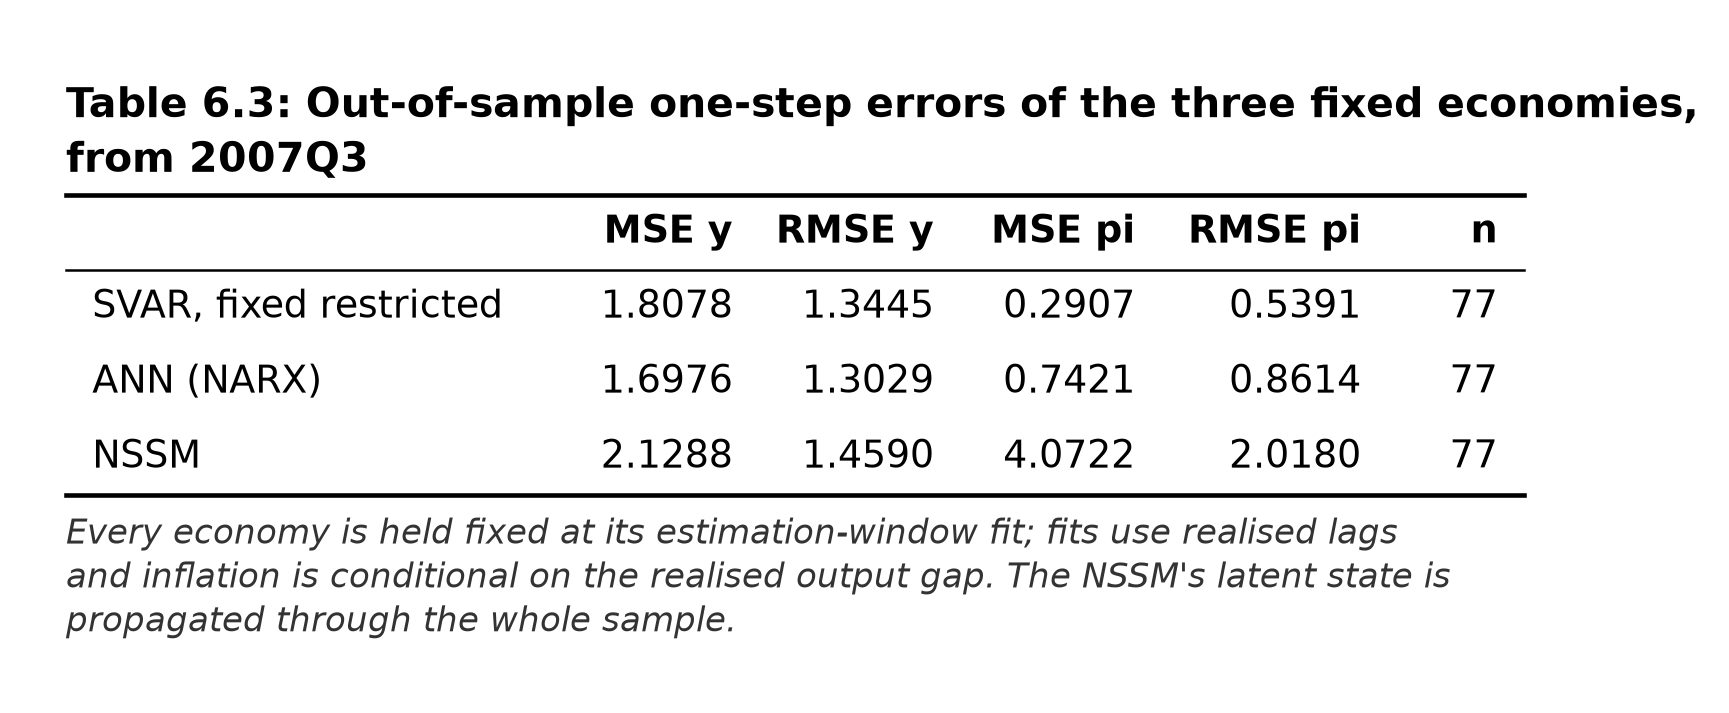 Table 6.3: Out-of-sample one-step errors of the three fixed economies,
from 2007Q3
MSE y RMSE y MSE pi RMSE pi n
SVAR, fixed restricted 1.8078 1.3445 0.2907 0.5391 77
ANN (NARX) 1.6976 1.3029 0.7421 0.8614 77
NSSM 2.1288 1.4590 4.0722 2.0180 77
Every economy is held fixed at its estimation-window fit; fits use realised lags
and inflation is conditional on the realised output gap. The NSSM's latent state is
propagated through the whole sample.